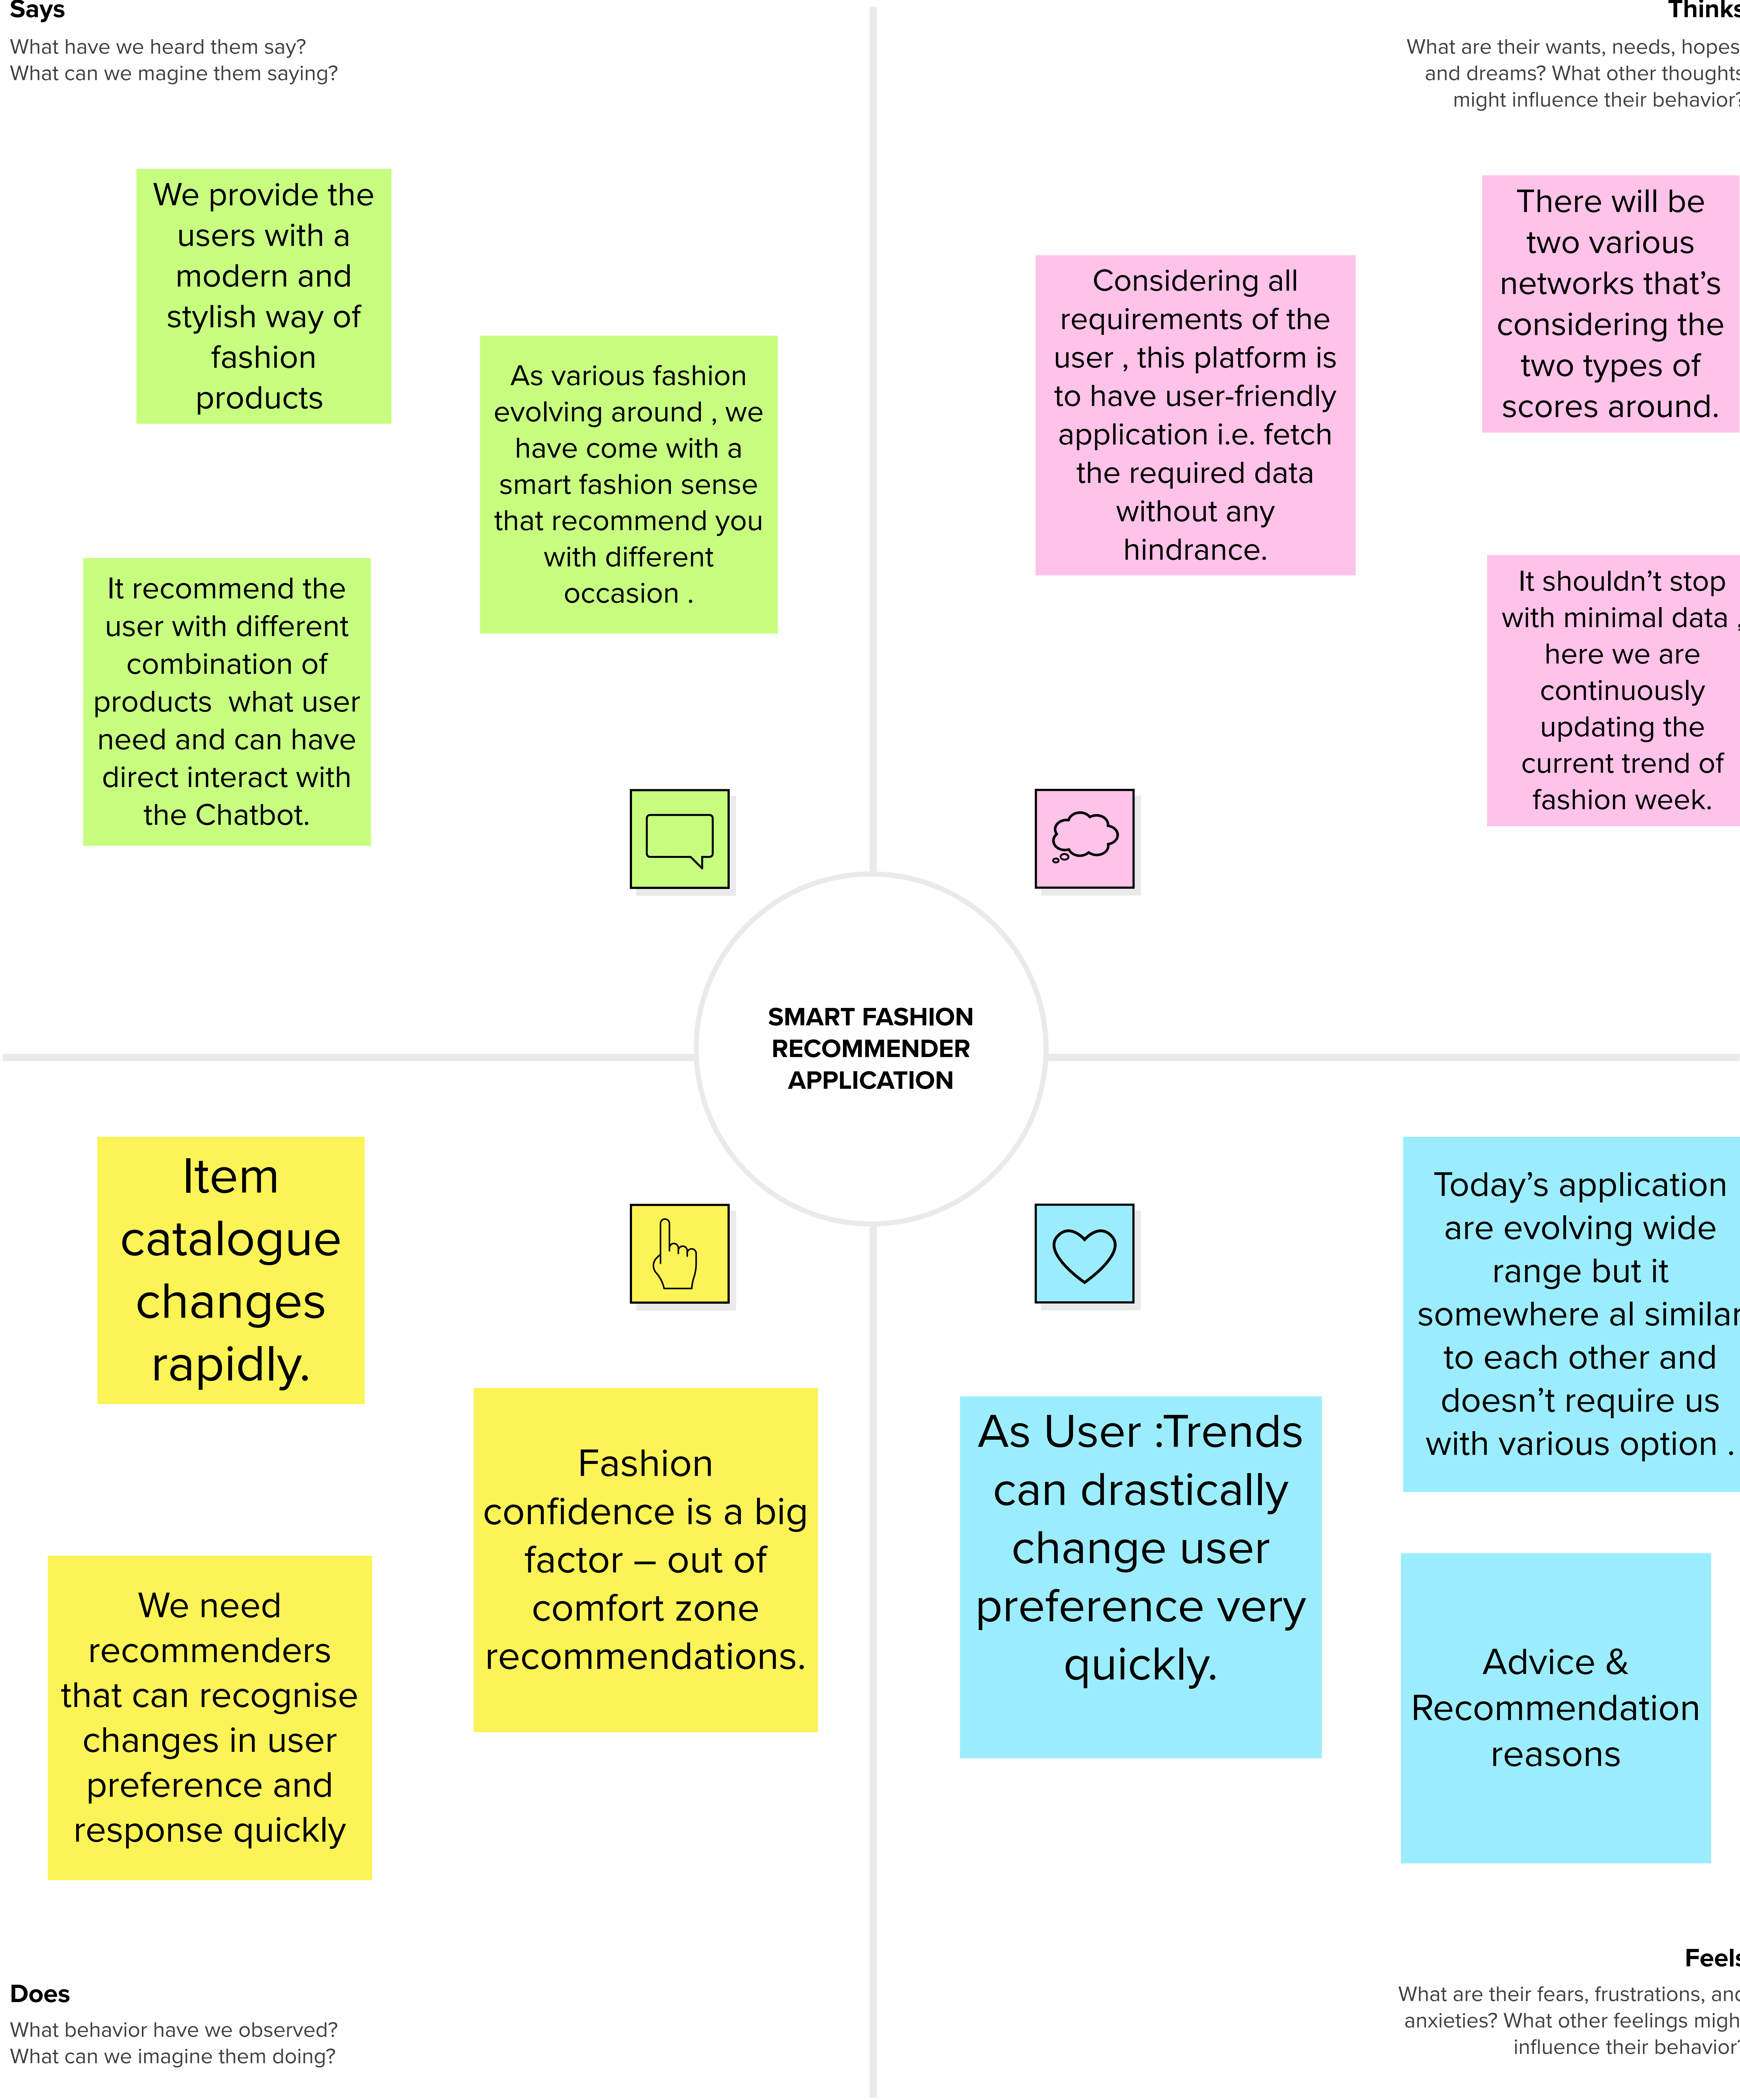 Says
What have we heard them say?
What can we magine them saying?
Thinks
What are their wants, needs, hopes
and dreams? What other thoughts
might influence their behavior?
We provide the
users with a
modern and
stylish way of
fashion
products
As various fashion
evolving around , we
have come with a
smart fashion sense
that recommend you
with different
occasion .
It recommend the
user with different
combination of
products  what user
need and can have
direct interact with
the Chatbot.
Considering all
requirements of the
user , this platform is
to have user-friendly
application i.e. fetch
the required data
without any
hindrance.
There will be
two various
networks that’s
considering the
two types of
scores around.
It shouldn’t stop
with minimal data ,
here we are
continuously
updating the
current trend of
fashion week.
SMART FASHION
RECOMMENDER
APPLICATION
Item
catalogue
changes
rapidly.
Fashion
confidence is a big
factor – out of
comfort zone
recommendations.
We need
recommenders
that can recognise
changes in user
preference and
response quickly
As User :Trends
can drastically
change user
preference very
quickly.
Today’s application
are evolving wide
range but it
somewhere al similar
to each other and
doesn’t require us
with various option .
Advice &
Recommendation
reasons
Does
What behavior have we observed?
What can we imagine them doing?
Feels
What are their fears, frustrations, and
anxieties? What other feelings might
influence their behavior?